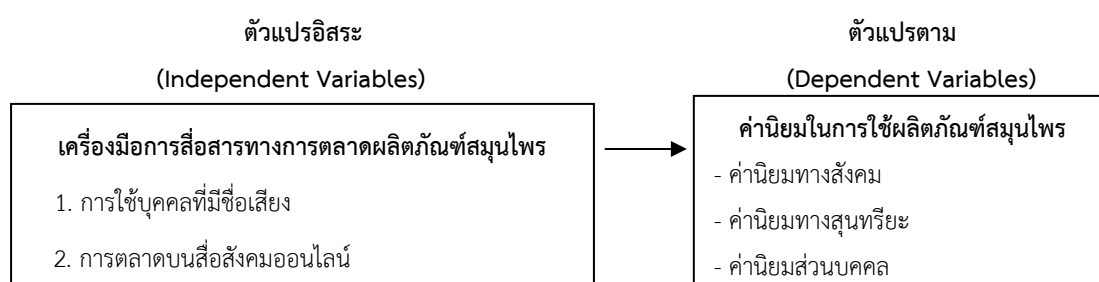 ตัวแปรอิสระ
(Independent Variables)
เครื่องมือการสื่อสารทางการตลาดผลิตภัณฑ์สมุนไพร
1. การใช้บุคคลที่มีชื่อเสียง
2. การตลาดบนสื่อสังคมออนไลน์
ตัวแปรตาม
(Dependent Variables)
ค่านิยมในการใช้ผลิตภัณฑ์สมุนไพร
- ค่านิยมทางสังคม
- ค่านิยมทางสุนทรียะ
- ค่านิยมส่วนบุคคล